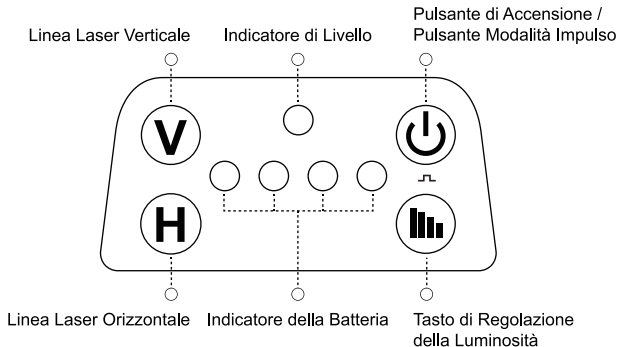 Pulsante di Accensione /
Linea Laser Verticale
Indicatore di Livello
Pulsante Modalità Impulso
V
H
Linea Laser Orizzontale
Indicatore della Batteria
Tasto di Regolazione
della Luminosità